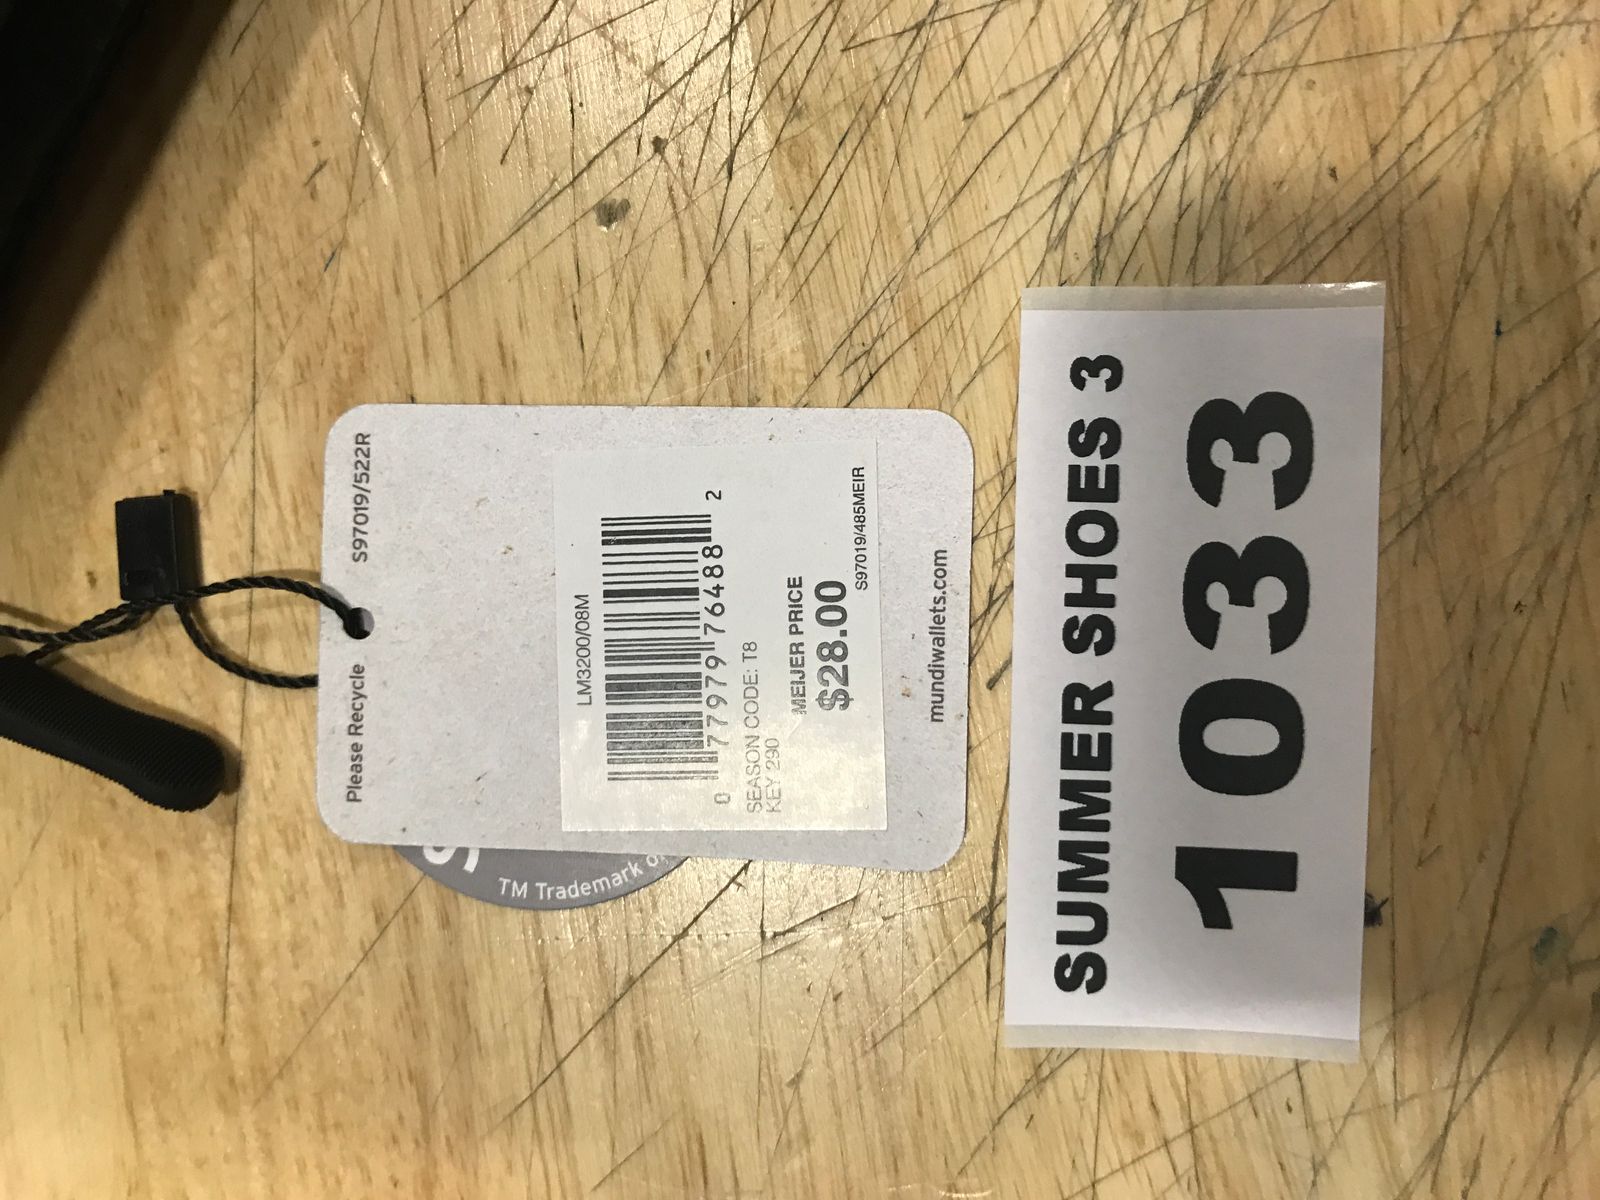 Please Recycle
S97019/522R
LM3200/08M
0 77979 76488 2
SEASON CODE: T8
KEY 290
MEIJER PRICE
$28.00
S97019/485MEIR
mundiwallets.com
TM Trademark
SUMMER SHOES 3
1033